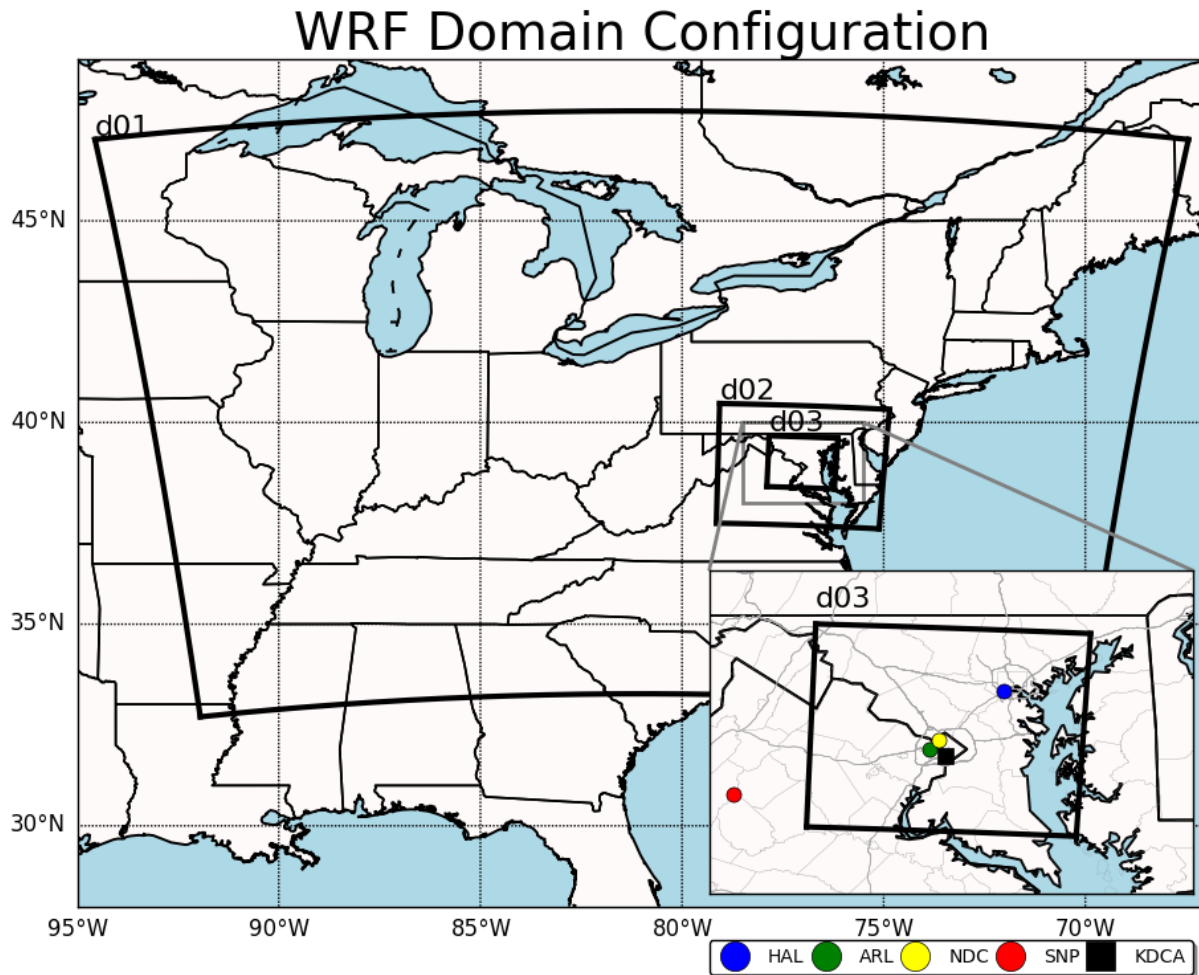 WRF Domain Configuration
d01
45°N
40°N
35°N
30°N
d02
d03
d03
95°W 90°W 85°W 80°W 75°W 70°W
HAL ARL NDC SNP KDCA